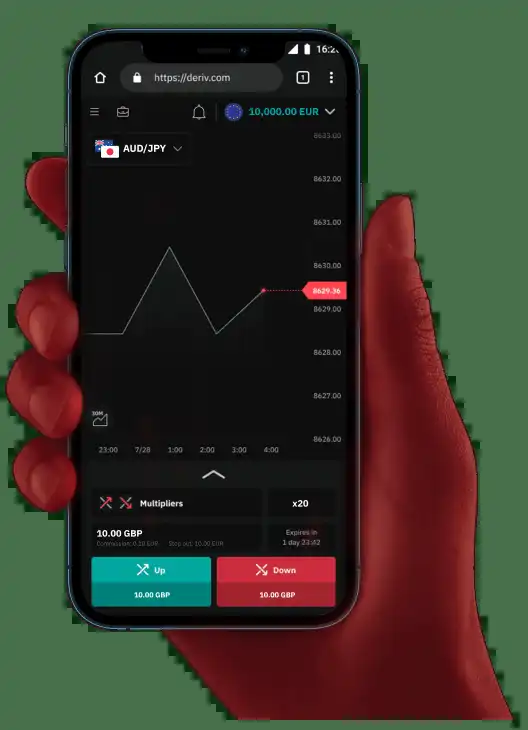 16:2
https://deriv.com
1
10,000.00 EUR
AUD/JPY
8633.00
8632.00
8631.00
8630.00
8629.36
8629.00
8628.00
8627.00
30M
8626.00
23:00 7/28 1:00 2:00 3:00 4:00
Multipliers x20
10.00 GBP Expires in
Commission: 0.10 EUR Stop out: 10.00 EUR 1 day 23:42
Up Down
10.00 GBP 10.00 GBP